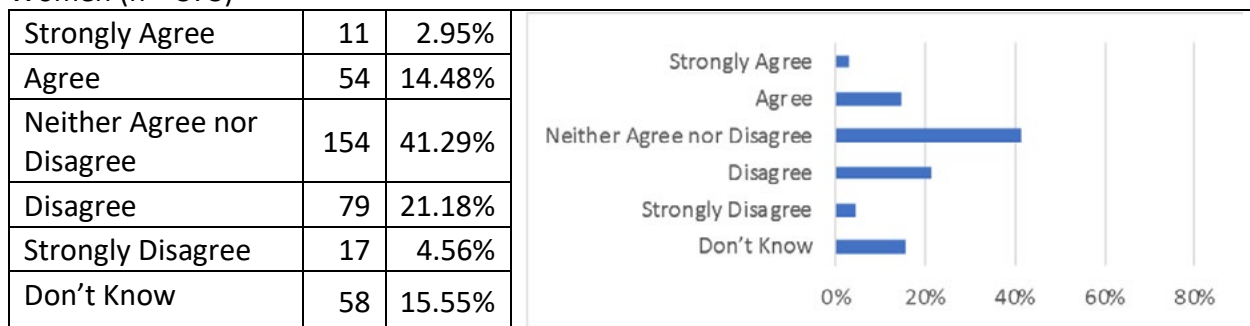 Strongly Agree 11 2.95%
Agree 54 14.48%
Neither Agree nor
Disagree 154 41.29%
Disagree 79 21.18%
Strongly Disagree 17 4.56%
Don't Know 58 15.55%
Strongly Agree
Agree
Neither Agree nor Disagree
Disagree
Strongly Disagree
Don't Know
0% 20% 40% 60% 80%